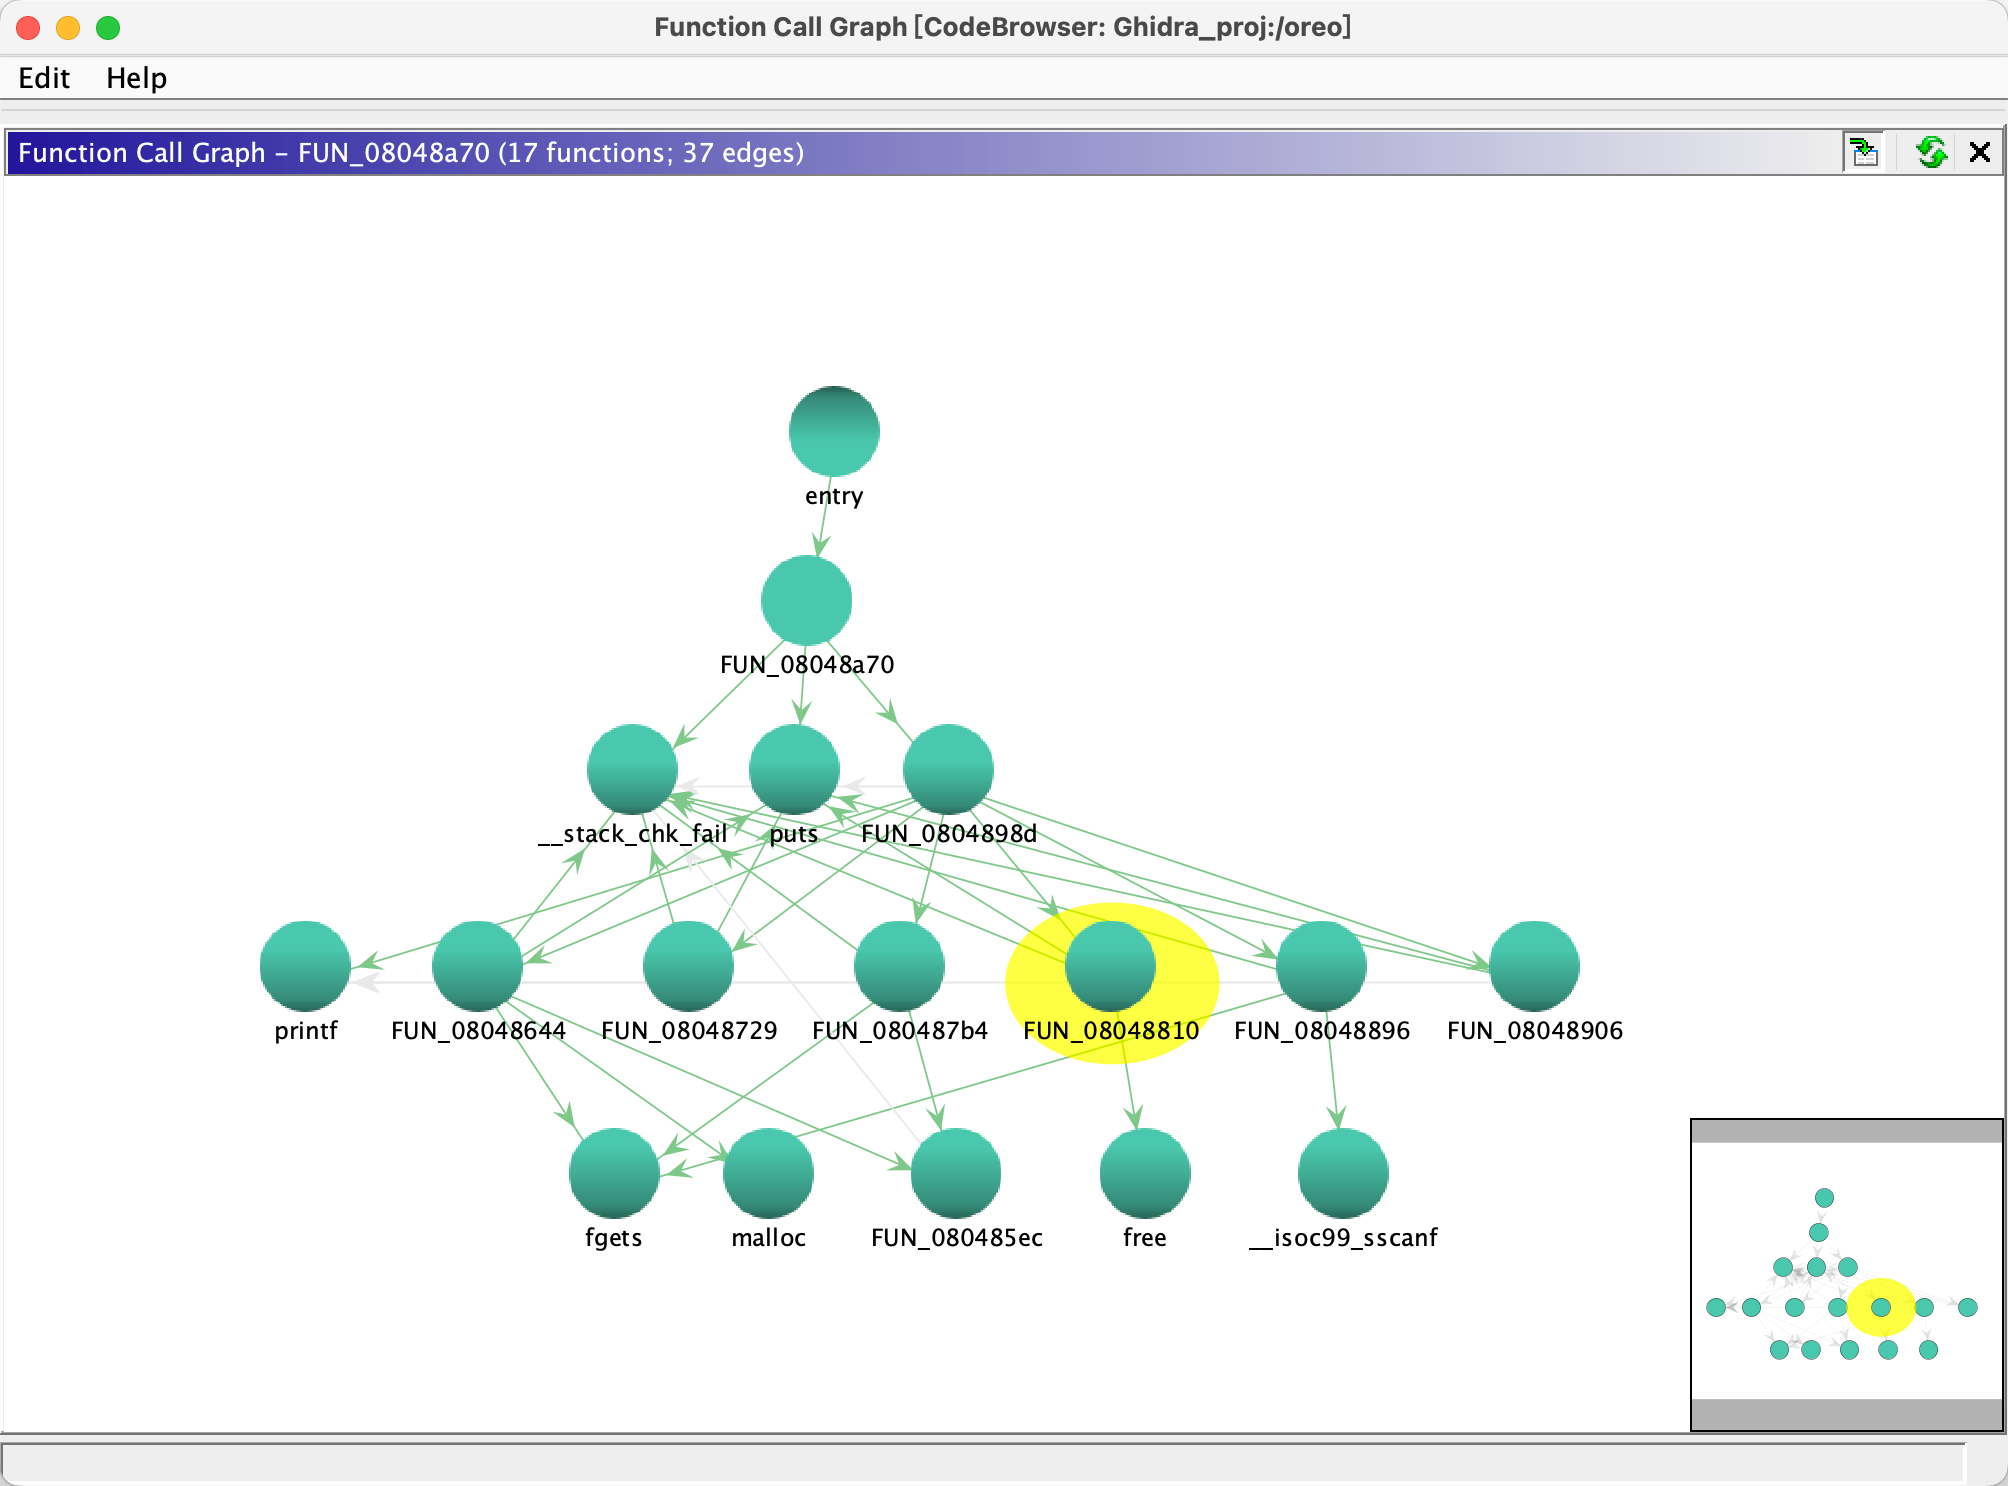 Function Call Graph [CodeBrowser: Ghidra_proj:/oreo]
Edit Help
Function Call Graph – FUN_08048a70 (17 functions; 37 edges)
entry
FUN_08048a70
__stack_chk_fail puts FUN_0804898d
printf FUN_08048644 FUN_08048729 FUN_080487b4 FUN_08048810 FUN_08048896 FUN_08048906
fgets malloc FUN_080485ec free __isoc99_sscanf